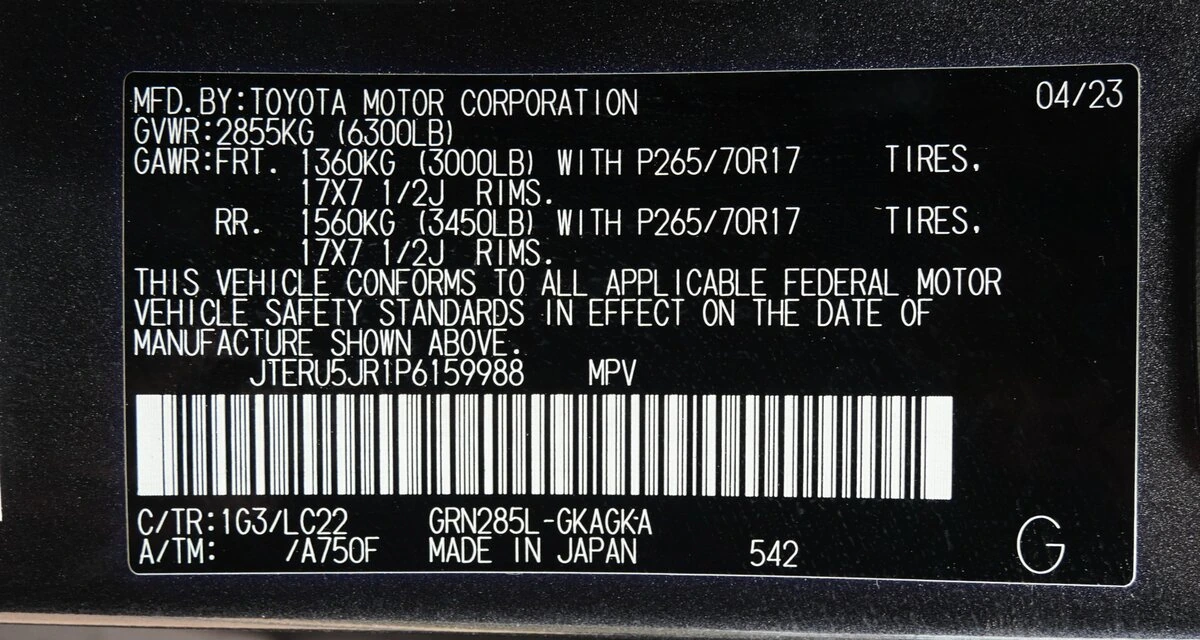 MFD.BY:TOYOTA MOTOR CORPORATION 04/23
GVWR:2855KG (6300LB)
GAWR:FRT. 1360KG (3000LB) WITH P265/70R17 TIRES,
17X7 1/2J RIMS.
RR. 1560KG (3450LB) WITH P265/70R17 TIRES,
17X7 1/2J RIMS.
THIS VEHICLE CONFORMS TO ALL APPLICABLE FEDERAL MOTOR
VEHICLE SAFETY STANDARDS IN EFFECT ON THE DATE OF
MANUFACTURE SHOWN ABOVE.
JTERU5JR1P6159988 MPV
C/TR:1G3/LC22 GRN285L-GKAGKA
A/TM: /A750F MADE IN JAPAN 542 G